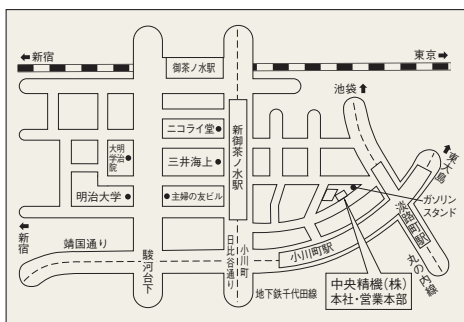 ←新宿
東京→
御茶ノ水駅
池袋↑
ニコライ堂●
大明
学治
院
●
三井海上●
新御茶ノ水駅
明治大学●
●主婦の友ビル
↑東大島
ガソリン
スタンド
淡路町駅
丸の内線
←新宿
靖国通り
駿河台下
日比谷通り
小川町
小川町駅
地下鉄千代田線
中央精機(株)
本社・営業本部